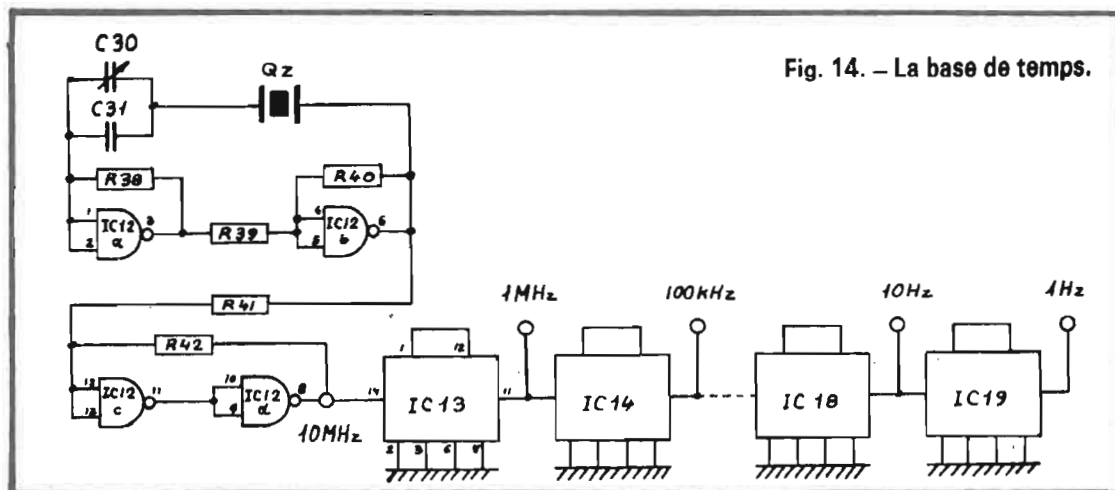 C30
Qz
Fig. 14. – La base de temps.
C31
R38
R40
1
2
IC12
a
3
R39
4
5
IC12
b
6
R41
1MHz
100kHz
10Hz
1Hz
R42
1
12
12
13
IC12
c
11
10
9
IC12
d
8
10MHz
14
IC13
11
IC14
IC18
IC19
2
3
6